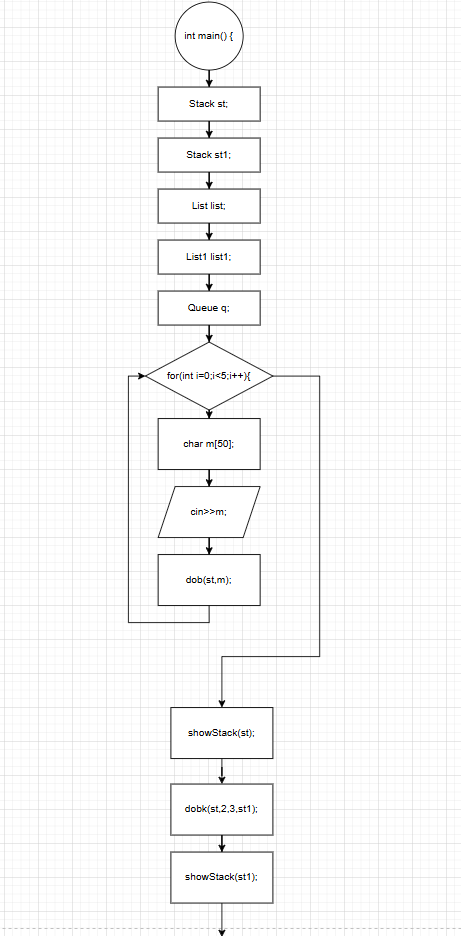 int main() {
Stack st;
Stack st1;
List list;
List1 list1;
Queue q;
for(int i=0;i<5;i++){
char m[50];
cin>>m;
dob(st,m);
showStack(st);
dobk(st,2,3,st1);
showStack(st1);